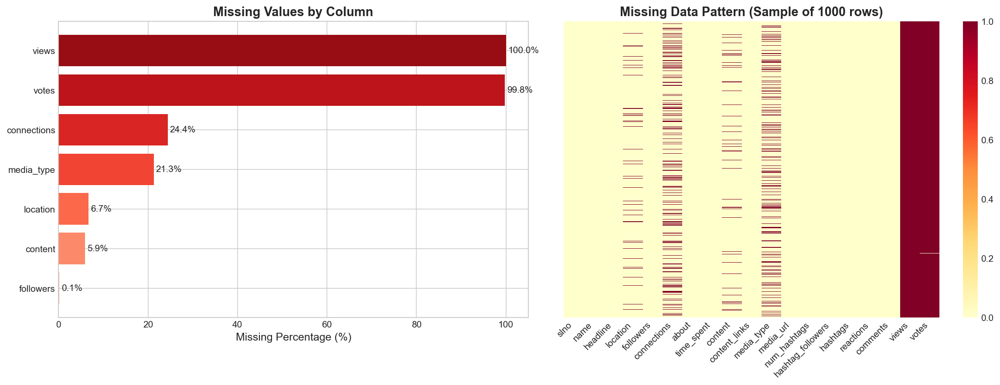 Missing Values by Column
views
100.0%
votes
99.8%
connections
24.4%
media_type
21.3%
location
6.7%
content
5.9%
followers
0.1%
0 20 40 60 80 100
Missing Percentage (%)
Missing Data Pattern (Sample of 1000 rows)
slno
name
headline
location
followers
connections
about
time_spent
content
content_links
media_type
media_url
num_hashtags
hashtag_followers
hashtags
reactions
comments
views
votes
1.0
0.8
0.6
0.4
0.2
0.0